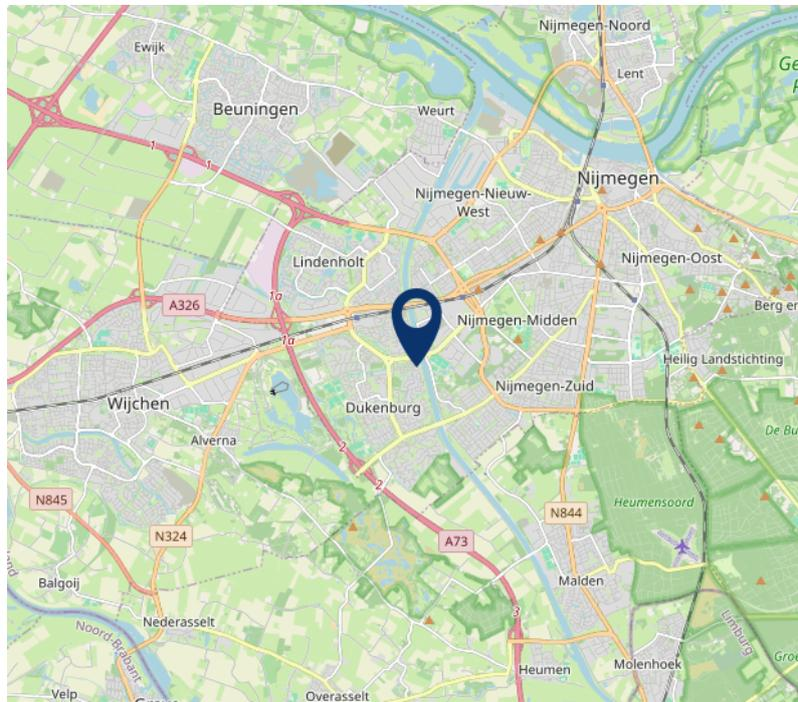 Nijmegen-Noord
Ewijk
Lent
Beuningen
Weurt
1
1
Nijmegen
Nijmegen-Nieuw-
West
Lindenholt
Nijmegen-Oost
1a
A326
Berg en
Nijmegen-Midden
1a
Heilig Landstichting
Nijmegen-Zuid
Wijchen
Dukenburg
Alverna
De Bu
2
2
N845
Heumensoord
N844
N324
A73
Balgoij
Malden
3
Nederasselt
Noord-Brabant
Limburg
Molenhoek
Heumen
Velp
Overasselt